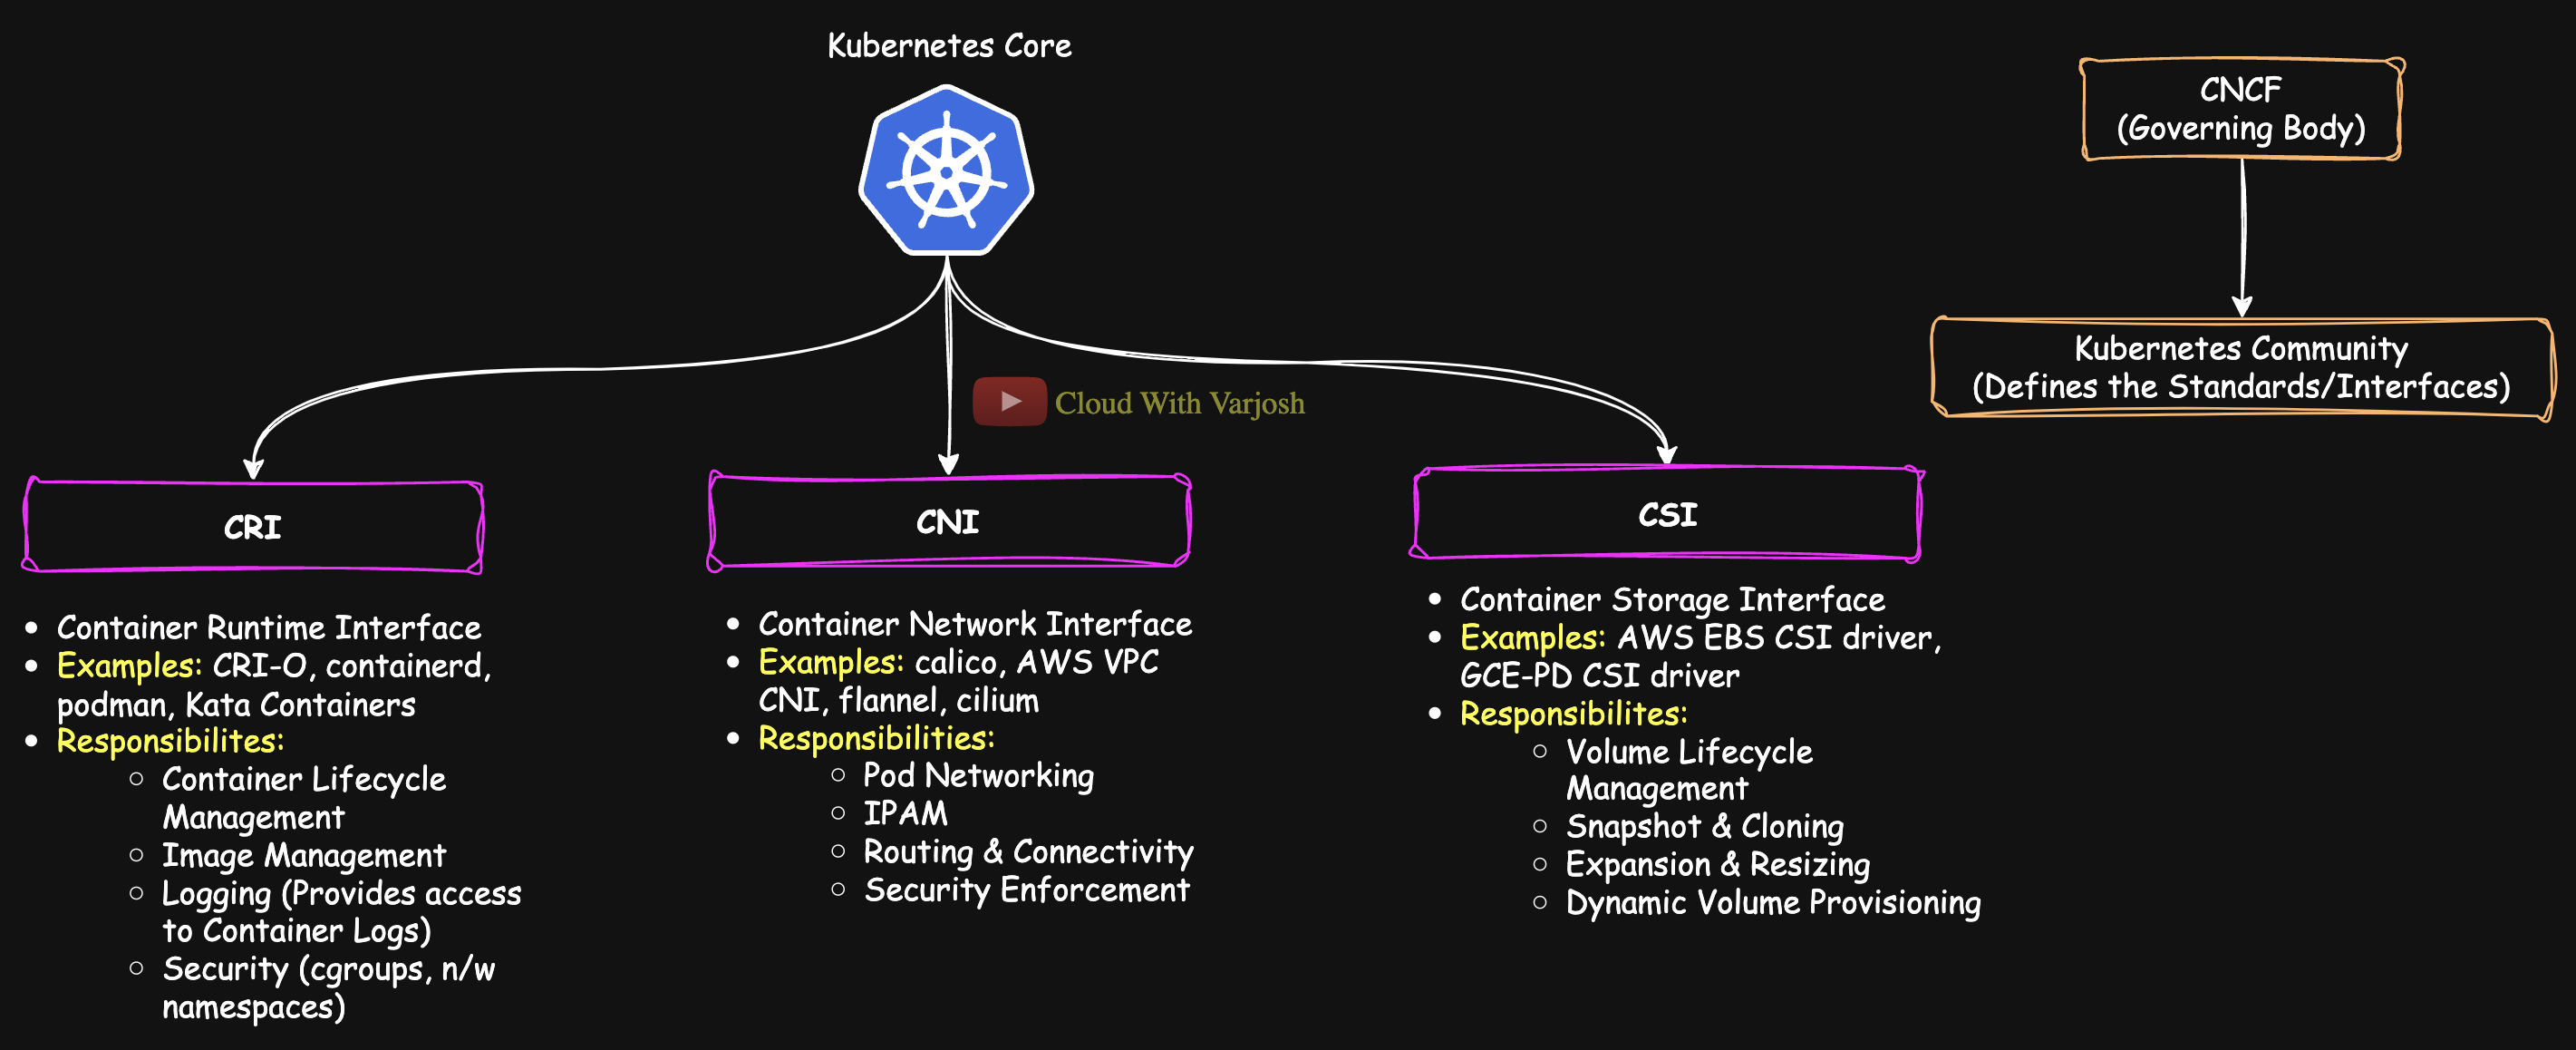 Kubernetes Core
CNCF
(Governing Body)
Kubernetes Community
(Defines the Standards/Interfaces)
Cloud With Varjosh
CRI
• Container Runtime Interface
• Examples: CRI-O, containerd,
podman, Kata Containers
• Responsibilites:
○ Container Lifecycle
Management
○ Image Management
○ Logging (Provides access
to Container Logs)
○ Security (cgroups, n/w
namespaces)
CNI
• Container Network Interface
• Examples: calico, AWS VPC
CNI, flannel, cilium
• Responsibilities:
○ Pod Networking
○ IPAM
○ Routing & Connectivity
○ Security Enforcement
CSI
• Container Storage Interface
• Examples: AWS EBS CSI driver,
GCE-PD CSI driver
• Responsibilites:
○ Volume Lifecycle
Management
○ Snapshot & Cloning
○ Expansion & Resizing
○ Dynamic Volume Provisioning